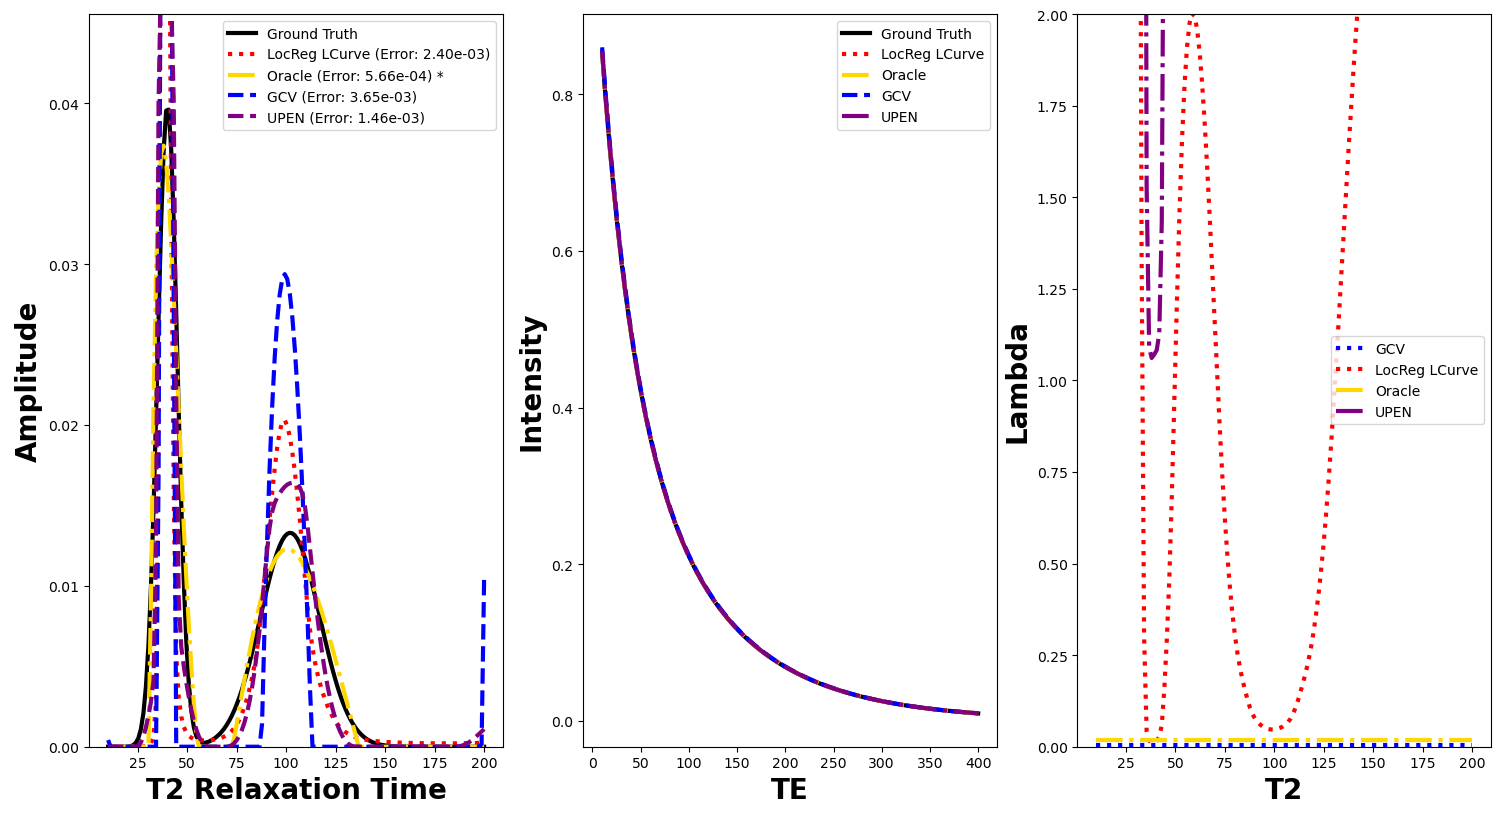 Ground Truth
LocReg LCurve (Error: 2.40e-03)
Oracle (Error: 5.66e-04) *
GCV (Error: 3.65e-03)
UPEN (Error: 1.46e-03)
0.04
0.03
0.02
0.01
0.00
25 50 75 100 125 150 175 200
Amplitude
T2 Relaxation Time
Ground Truth
LocReg LCurve
Oracle
GCV
UPEN
0.8
0.6
0.4
0.2
0.0
0 50 100 150 200 250 300 350 400
Intensity
TE
2.00
1.75
1.50
1.25
1.00
0.75
0.50
0.25
0.00
GCV
LocReg LCurve
Oracle
UPEN
25 50 75 100 125 150 175 200
Lambda
T2